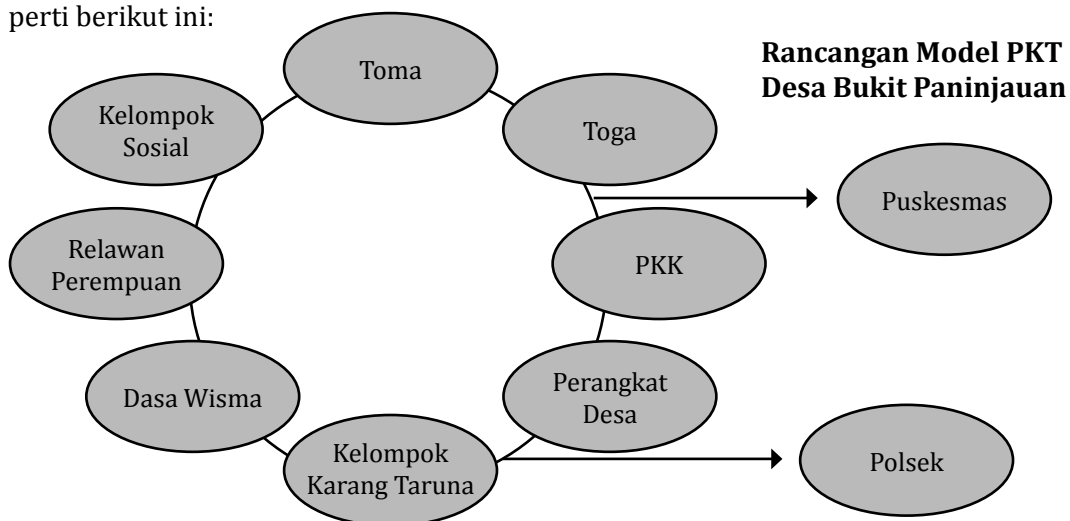 perti berikut ini:
Rancangan Model PKT
Desa Bukit Paninjauan
Toma
Kelompok
Sosial
Toga
Puskesmas
Relawan
Perempuan
PKK
Dasa Wisma
Perangkat
Desa
Kelompok
Karang Taruna
Polsek